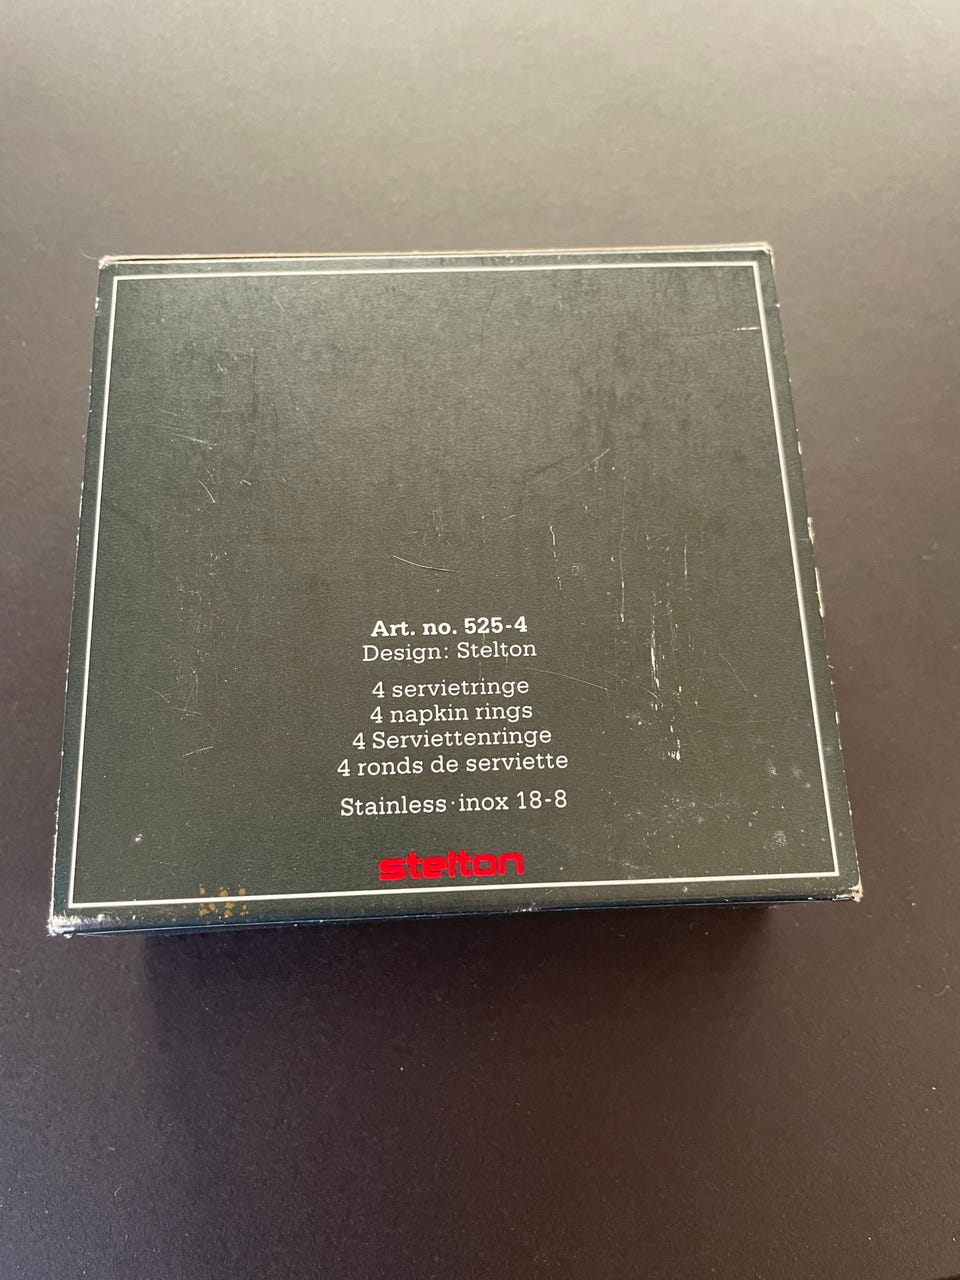 Art. no. 525-4
Design: Stelton
4 servietringe
4 napkin rings
4 Serviettenringe
4 ronds de serviette
Stainless·inox 18-8
stelton